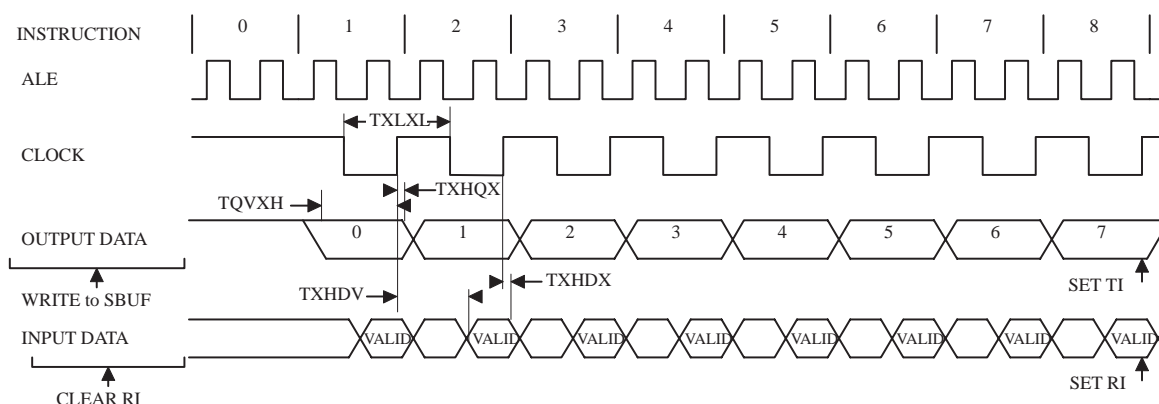 INSTRUCTION 0 1 2 3 4 5 6 7 8
ALE
TXLXL
CLOCK
TXHQX
TQVXH
OUTPUT DATA 0 1 2 3 4 5 6 7
TXHDX
SET TI
TXHDV
WRITE to SBUF
INPUT DATA VALID VALID VALID VALID VALID VALID VALID VALID
SET RI
CLEAR RI